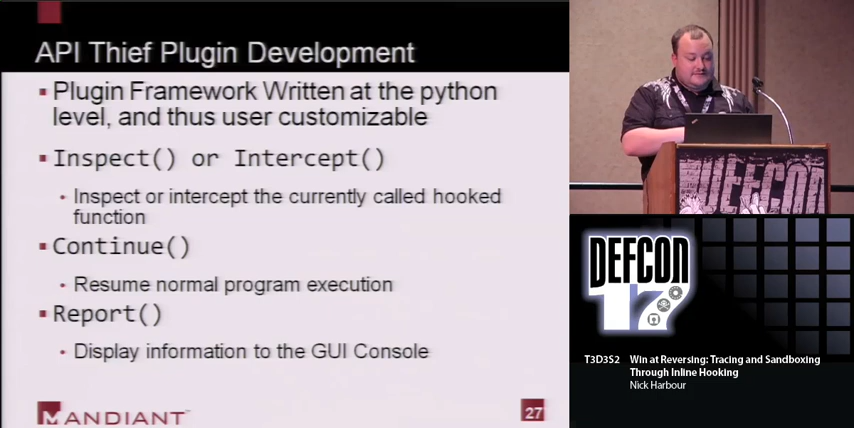 API Thief Plugin Development
▪ Plugin Framework Written at the python
level, and thus user customizable
▪ Inspect() or Intercept()
• Inspect or intercept the currently called hooked
function
▪ Continue()
• Resume normal program execution
▪ Report()
• Display information to the GUI Console
MANDIANT
27
DEFCON
DEFCON
17
T3D3S2 Win at Reversing: Tracing and Sandboxing
Through Inline Hooking
Nick Harbour